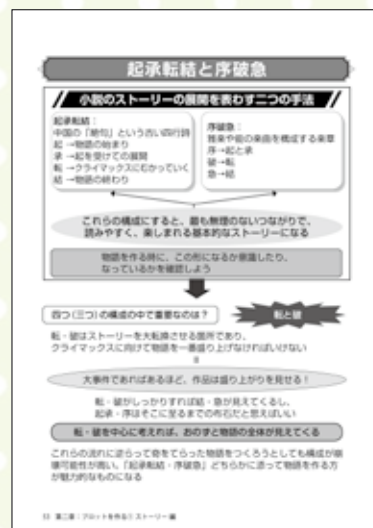 起承転結と序破急
小説のストーリーの展開を表わす二つの手法
起承転結：
中国の「絶句」という古い四行詩
起 →物語の始まり
承 →起を受けての展開
転 →クライマックスにむかっていく
結 →物語の終わり
序破急：
雅楽や能の楽曲を構成する楽章
序→起と承
破→転
急→結
これらの構成にすると、最も無理のないつながりで、
読みやすく、楽しまれる基本的なストーリーになる
物語を作る時に、この形になるか意識したり、
なっているかを確認しよう
四つ（三つ）の構成の中で重要なのは？
転と破
転・破はストーリーを大転換させる箇所であり、
クライマックスに向けて物語を一番盛り上げなければいけない
＝
大事件であればあるほど、作品は盛り上がりを見せる！
転・破がしっかりすれば結・急が見えてくるし、
起承・序はそこに至るまでの布石だと思えばいい
転・破を中心に考えれば、おのずと物語の全体が見えてくる
これらの流れに逆らって奇をてらった物語をつくろうとしても構成が崩
壊可能性が高い。「起承転結・序破急」どちらかに沿って物語を作る方
が魅力的なものになる
第二章：プロットを作る① ストーリー編